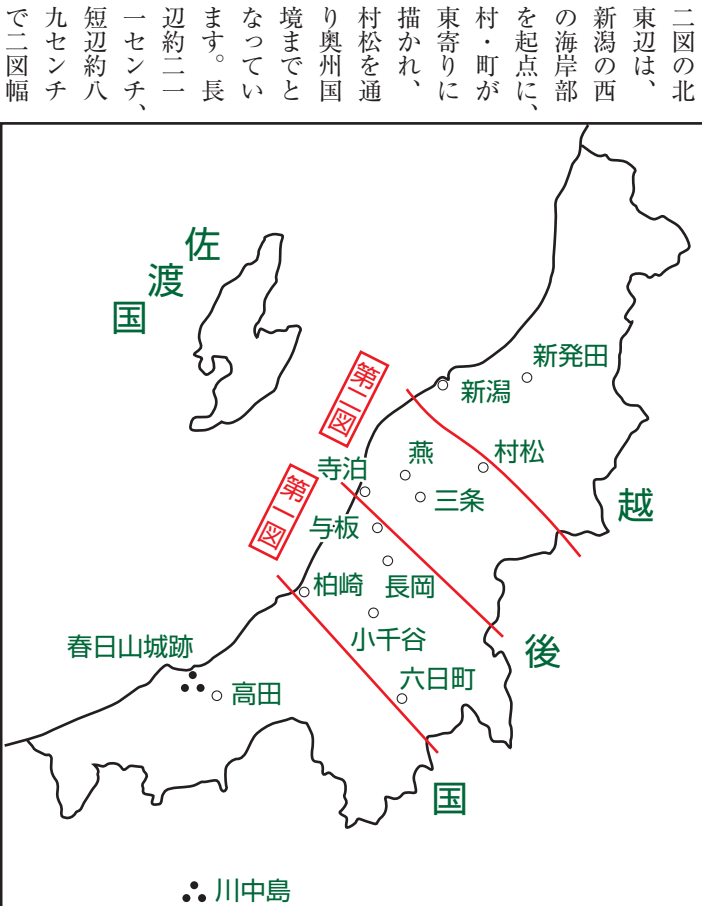 二図の北
東辺は、
新潟の西
の海岸部
を起点に、
村・町が
東寄りに
描かれ、
村松を通
り奥州国
境までと
なってい
ます。長
辺約二一
一センチ、
短辺約八
九センチ
で二図幅
佐渡国
新発田
新潟
第二図
燕
村松
寺泊
三条
越後国
第一図
与板
柏崎
長岡
小千谷
春日山城跡
六日町
高田
川中島